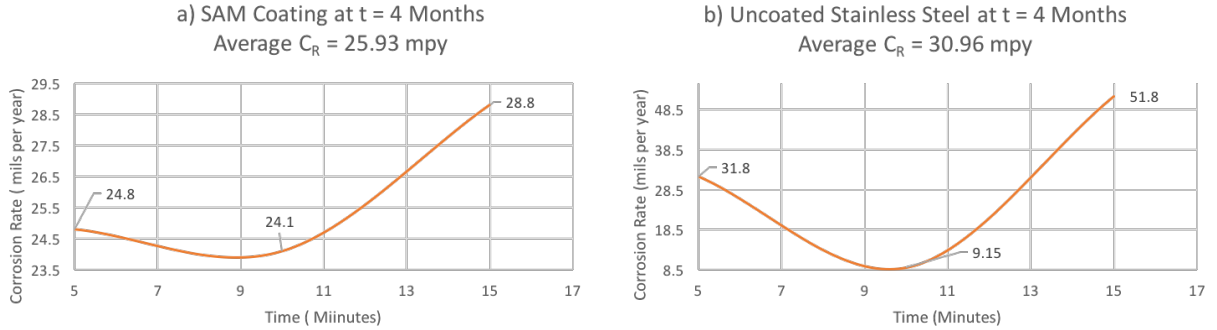 a) SAM Coating at t = 4 Months
Average CR = 25.93 mpy
Corrosion Rate ( mils per year)
29.5
28.5
27.5
26.5
25.5
24.5
23.5
24.8
24.1
28.8
5 7 9 11 13 15 17
Time ( Miinutes)
b) Uncoated Stainless Steel at t = 4 Months
Average CR = 30.96 mpy
Corrosion Rate (mils per year)
48.5
38.5
28.5
18.5
8.5
31.8
9.15
51.8
5 7 9 11 13 15 17
Time (Minutes)